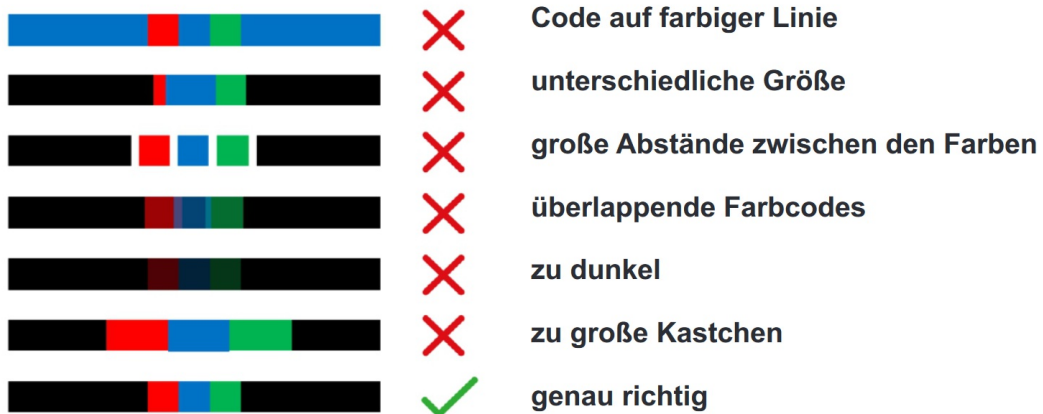 Code auf farbiger Linie
unterschiedliche Größe
große Abstände zwischen den Farben
überlappende Farbcodes
zu dunkel
zu große Kastchen
genau richtig